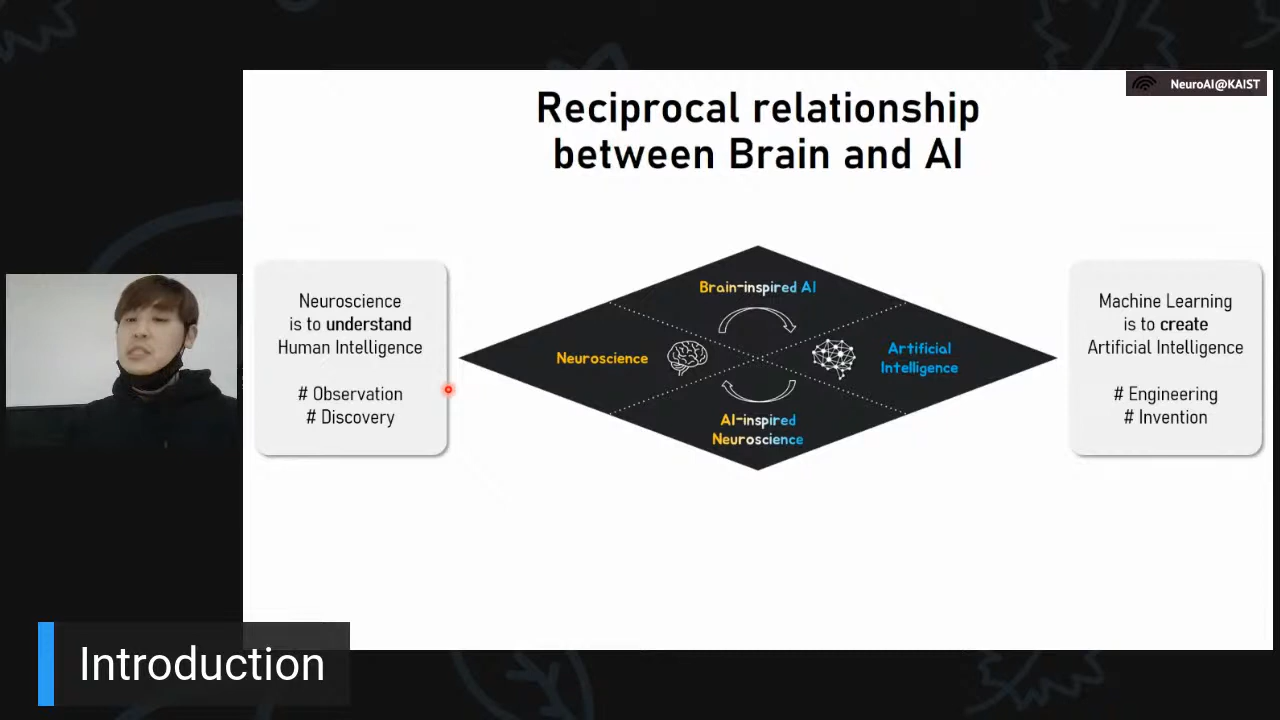 NeuroAI@KAIST
Reciprocal relationship
between Brain and AI
Neuroscience
is to understand
Human Intelligence
# Observation
# Discovery
Brain-inspired AI
Neuroscience
Artificial
Intelligence
AI-inspired
Neuroscience
Machine Learning
is to create
Artificial Intelligence
# Engineering
# Invention
Introduction